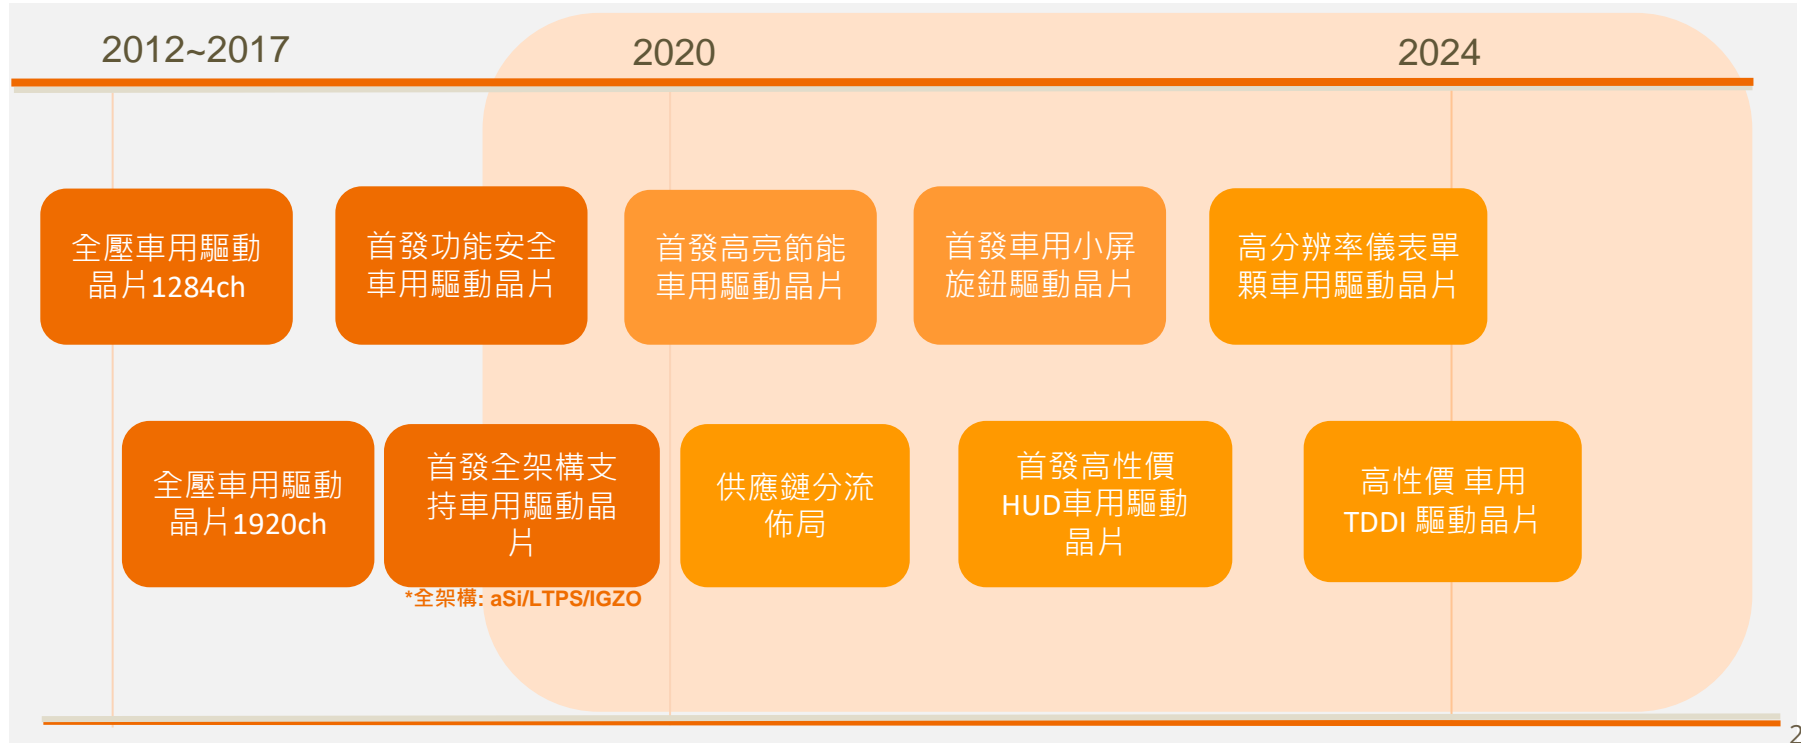 2012~2017
2020
2024
全壓車用驅動
晶片1284ch
首發功能安全
車用驅動晶片
首發高亮節能
車用驅動晶片
首發車用小屏
旋鈕驅動晶片
高分辨率儀表單
顆車用驅動晶片
全壓車用驅動
晶片1920ch
首發全架構支
持車用驅動晶
片
供應鏈分流
佈局
首發高性價
HUD車用驅動
晶片
高性價 車用
TDDI 驅動晶片
*全架構: aSi/LTPS/IGZO
2